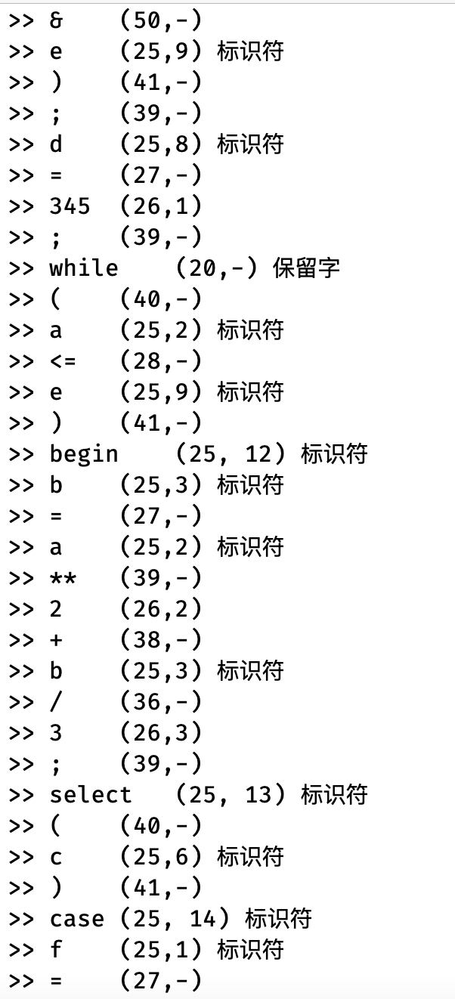 >> &    (50,-)
>> e    (25,9) 标识符
>> )    (41,-)
>> ;    (39,-)
>> d    (25,8) 标识符
>> =    (27,-)
>> 345  (26,1)
>> ;    (39,-)
>> while    (20,-) 保留字
>> (    (40,-)
>> a    (25,2) 标识符
>> <=   (28,-)
>> e    (25,9) 标识符
>> )    (41,-)
>> begin    (25, 12) 标识符
>> b    (25,3) 标识符
>> =    (27,-)
>> a    (25,2) 标识符
>> **   (39,-)
>> 2    (26,2)
>> +    (38,-)
>> b    (25,3) 标识符
>> /    (36,-)
>> 3    (26,3)
>> ;    (39,-)
>> select   (25, 13) 标识符
>> (    (40,-)
>> c    (25,6) 标识符
>> )    (41,-)
>> case (25, 14) 标识符
>> f    (25,1) 标识符
>> =    (27,-)